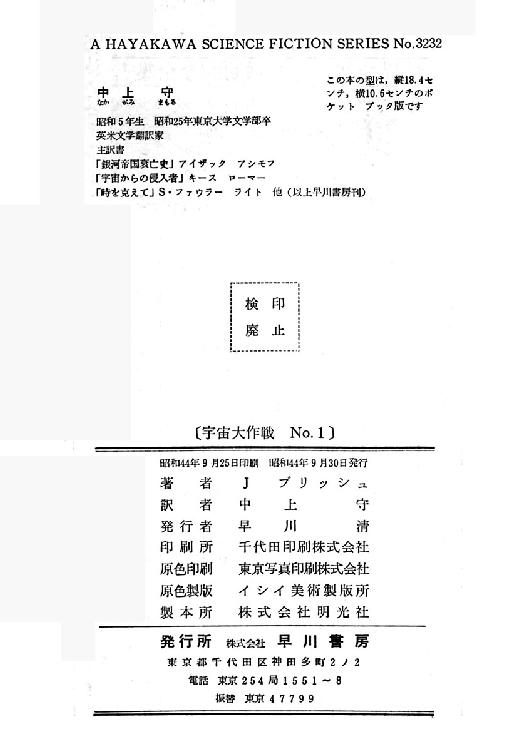 A HAYAKAWA SCIENCE FICTION SERIES No.3232
この本の型は，縦18.4セ
ンチ，横10.6センチのポ
ケット ブック版です
中上 守
なか がみ まもる
昭和5年生 昭和25年東京大学文学部卒
英米文学翻訳家
主訳書
『銀河帝国衰亡史』アイザック アシモフ
『宇宙からの侵入者』キース ローマー
『時を克えて』S・ファウラー ライト 他（以上早川書房刊）
検印
廃止
〔宇宙大作戦 No.1〕
昭和44年9月25日印刷 昭和44年9月30日発行
著者 J ブリッシュ
訳者 中上守
発行者 早川清
印刷所 千代田印刷株式会社
原色印刷 東京写真印刷株式会社
原色製版 イシイ美術製版所
製本所 株式会社明光社
発行所 株式会社 早川書房
東京都千代田区神田多町2ノ2
電話 東京254局1551～8
振替 東京47799